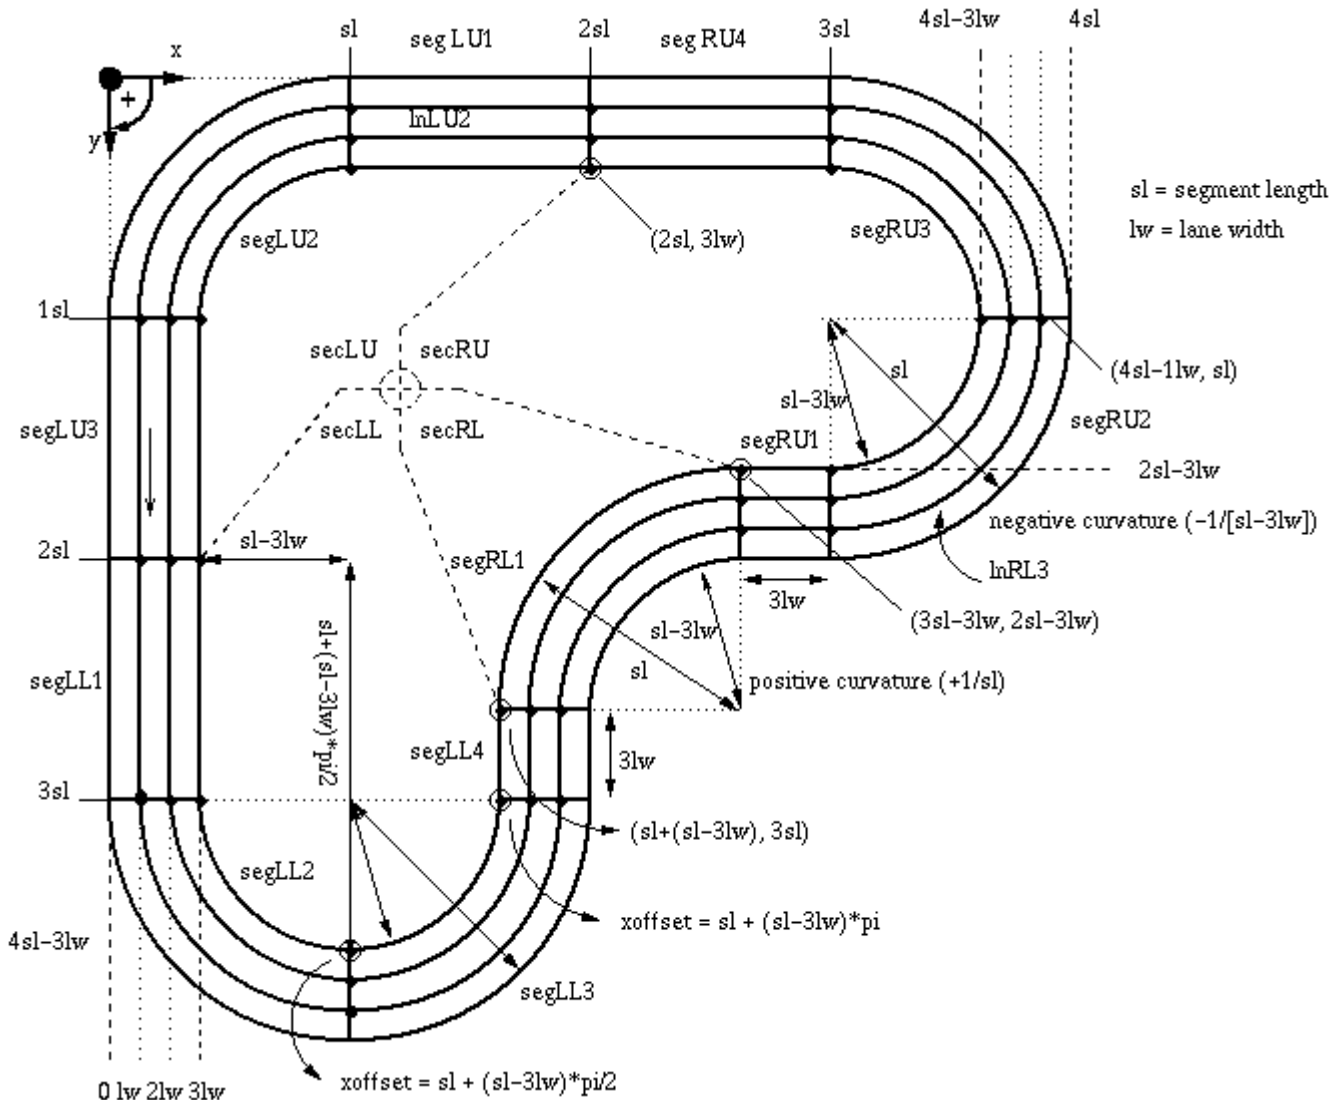 4sl−3lw
4sl
sl
segLU1
2sl
segRU4
3sl
x
+
y
lnLU2
sl = segment length
lw = lane width
segLU2
(2sl, 3lw)
segRU3
1sl
secLU
secRU
sl
(4sl−1lw, sl)
sl−3lw
segLU3
secLL
secRL
segRU1
segRU2
2sl−3lw
negative curvature (−1/[sl−3lw])
2sl
sl−3lw
segRL1
lnRL3
3lw
(3sl−3lw, 2sl−3lw)
sl−3lw
sl
sl+(sl−3lw)*pi/2
segLL1
positive curvature (+1/sl)
segLL4
3lw
3sl
(sl+(sl−3lw), 3sl)
segLL2
xoffset = sl + (sl−3lw)*pi
4sl−3lw
segLL3
xoffset = sl + (sl−3lw)*pi/2
0 lw 2lw 3lw